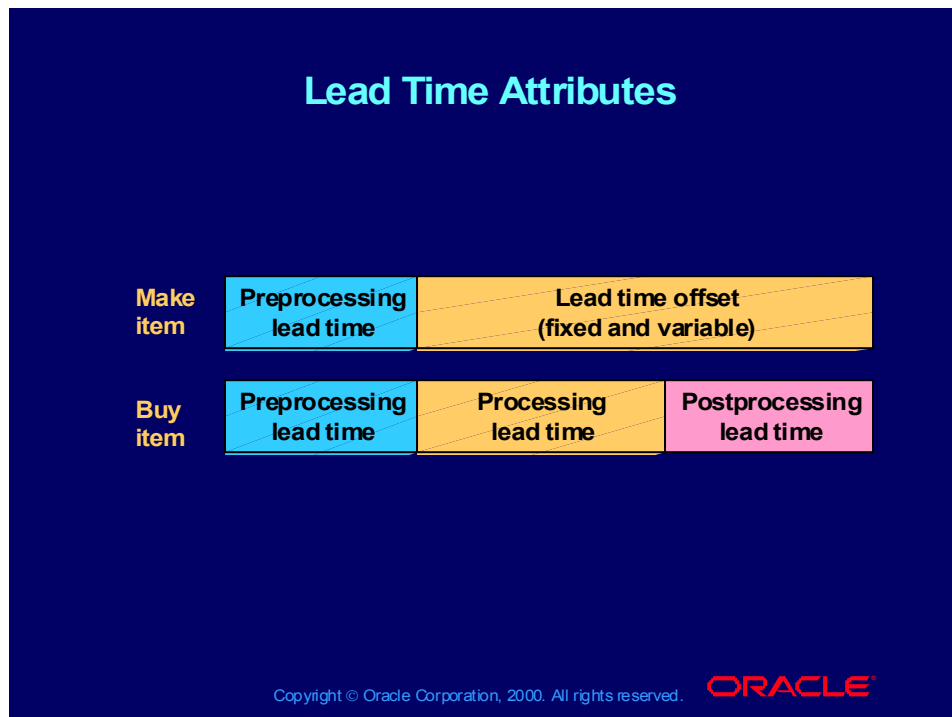 Lead Time Attributes
Make
item
Preprocessing
lead time
Lead time offset
(fixed and variable)
Buy
item
Preprocessing
lead time
Processing
lead time
Postprocessing
lead time
Copyright © Oracle Corporation, 2000. All rights reserved.
ORACLE®